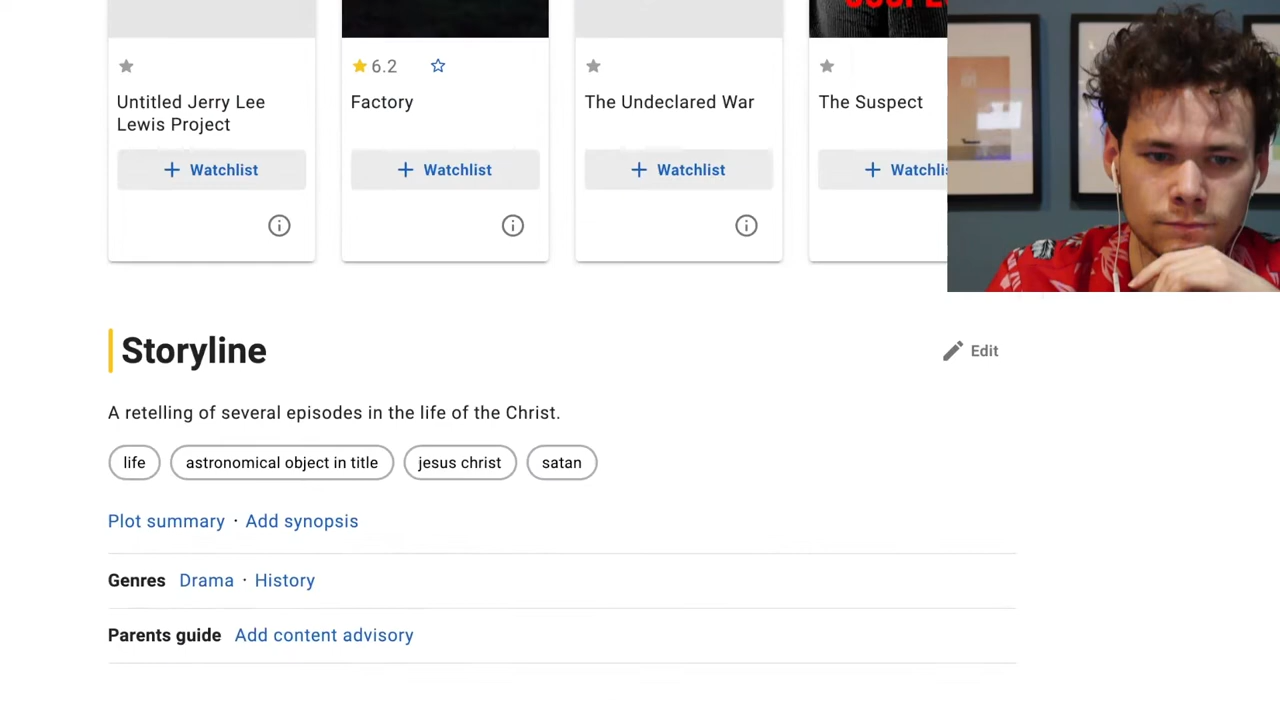 6.2
Untitled Jerry Lee
Lewis Project
Factory
The Undeclared War
The Suspect
+ Watchlist
+ Watchlist
+ Watchlist
+ Watchli
Storyline
Edit
A retelling of several episodes in the life of the Christ.
life
astronomical object in title
jesus christ
satan
Plot summary · Add synopsis
Genres Drama · History
Parents guide Add content advisory